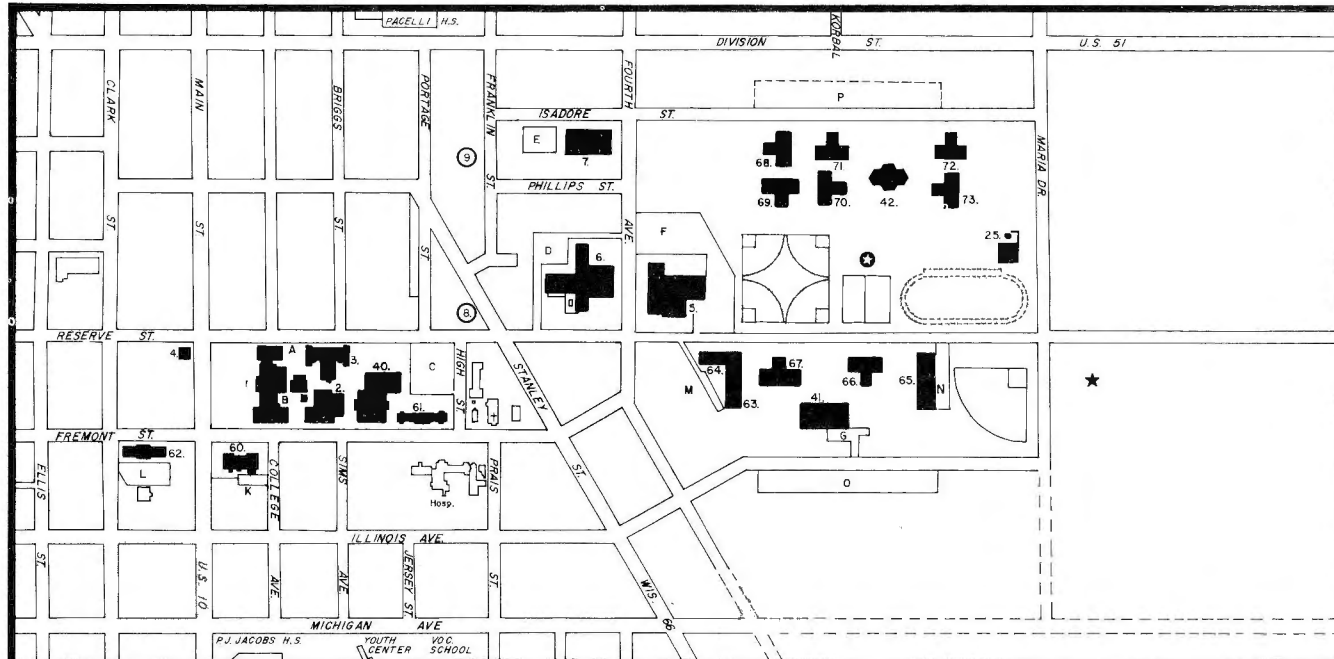 PACELLI H.S.
KORBAL
DIVISION ST.
U.S. 51
CLARK ST.
MAIN ST.
BRIGGS ST.
PORTAGE ST.
FRANKLIN ST.
FOURTH AVE.
P
ISADORE ST.
MARIA DR.
E
7.
9
68.
71
72.
PHILLIPS ST.
69.
70.
42.
73.
F
D
6.
25.
5.
8.
RESERVE ST.
4.
A
3.
40.
C
HIGH ST.
STANLEY ST.
1
B
2.
61.
M
64.
63.
67.
66.
65.
N
41.
G
FREMONT ST.
62.
L
60.
K
ELLIS ST.
U.S. 10
COLLEGE AVE.
SIMS AVE.
Hosp.
PRAIS ST.
O
ILLINOIS AVE.
JERSEY ST.
WIS. 66
MICHIGAN AVE
P.J. JACOBS H.S.
YOUTH CENTER
VOC. SCHOOL